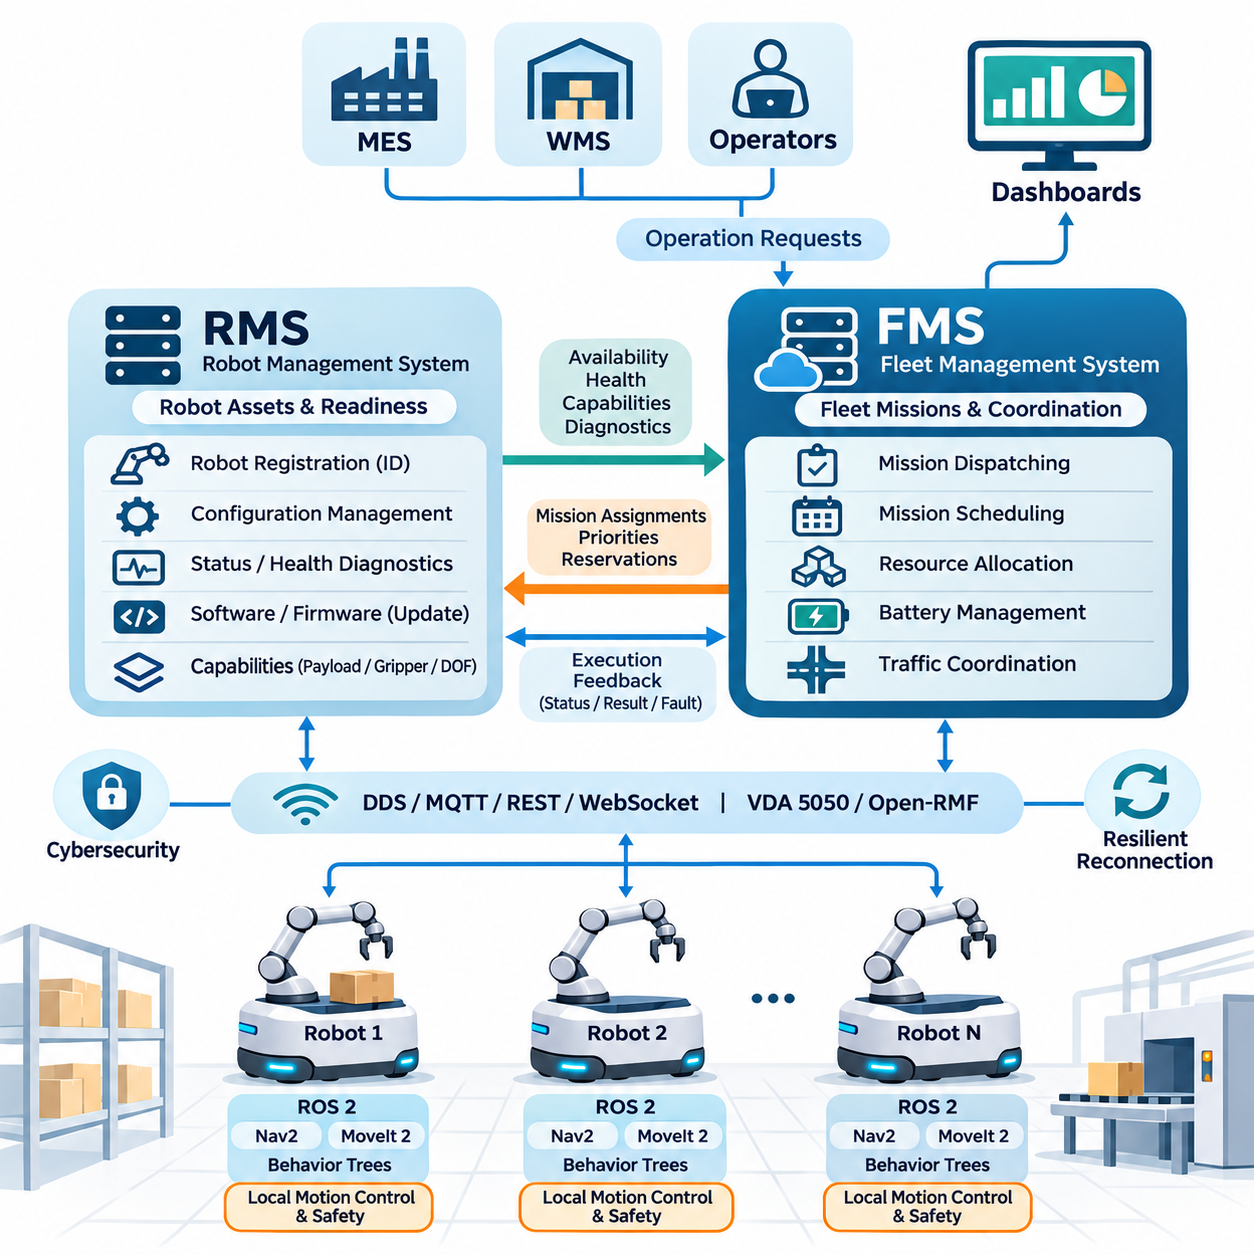 MES
WMS
Operators
Dashboards
Operation Requests
RMS
Robot Management System
Robot Assets & Readiness
Robot Registration (ID)
Configuration Management
Status / Health Diagnostics
Software / Firmware (Update)
Capabilities (Payload / Gripper / DOF)
Availability
Health
Capabilities
Diagnostics
Mission Assignments
Priorities
Reservations
Execution
Feedback
(Status / Result / Fault)
FMS
Fleet Management System
Fleet Missions & Coordination
Mission Dispatching
Mission Scheduling
Resource Allocation
Battery Management
Traffic Coordination
Cybersecurity
DDS / MQTT / REST / WebSocket | VDA 5050 / Open-RMF
Resilient
Reconnection
Robot 1
Robot 2
Robot N
ROS 2
Nav2 MoveIt 2
Behavior Trees
Local Motion Control
& Safety
ROS 2
Nav2 MoveIt 2
Behavior Trees
Local Motion Control
& Safety
ROS 2
Nav2 MoveIt 2
Behavior Trees
Local Motion Control
& Safety